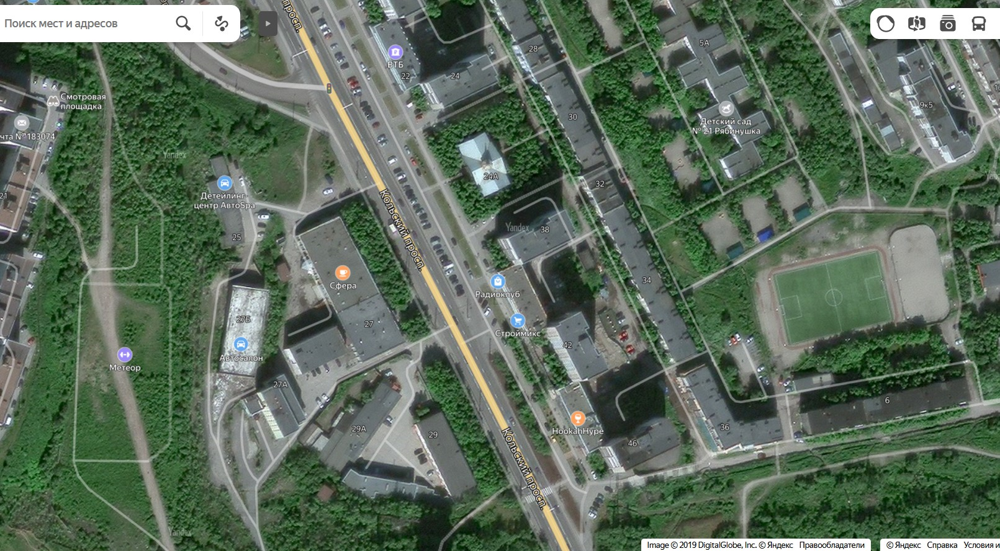 Поиск мест и адресов
просп.
28
5А
ВТБ
22
24
9к5
Смотровая
площадка
чта № 183074
30
Детский сад
№ 21 Рябинушка
Yandex
24А
32
21
Детейлинг-
центр АвтоSpa
Кольский просп.
Yandex
38
25
34
Сфера
Радиоклуб
27Б
27
Строймикс
42
Автосалон
Метеор
27А
6
29А
29
HookahHype
36
46
Кольский просп.
Yandex
Image © 2019 DigitalGlobe, Inc. © Яндекс Правообладатели
© Яндекс Справка Условия и